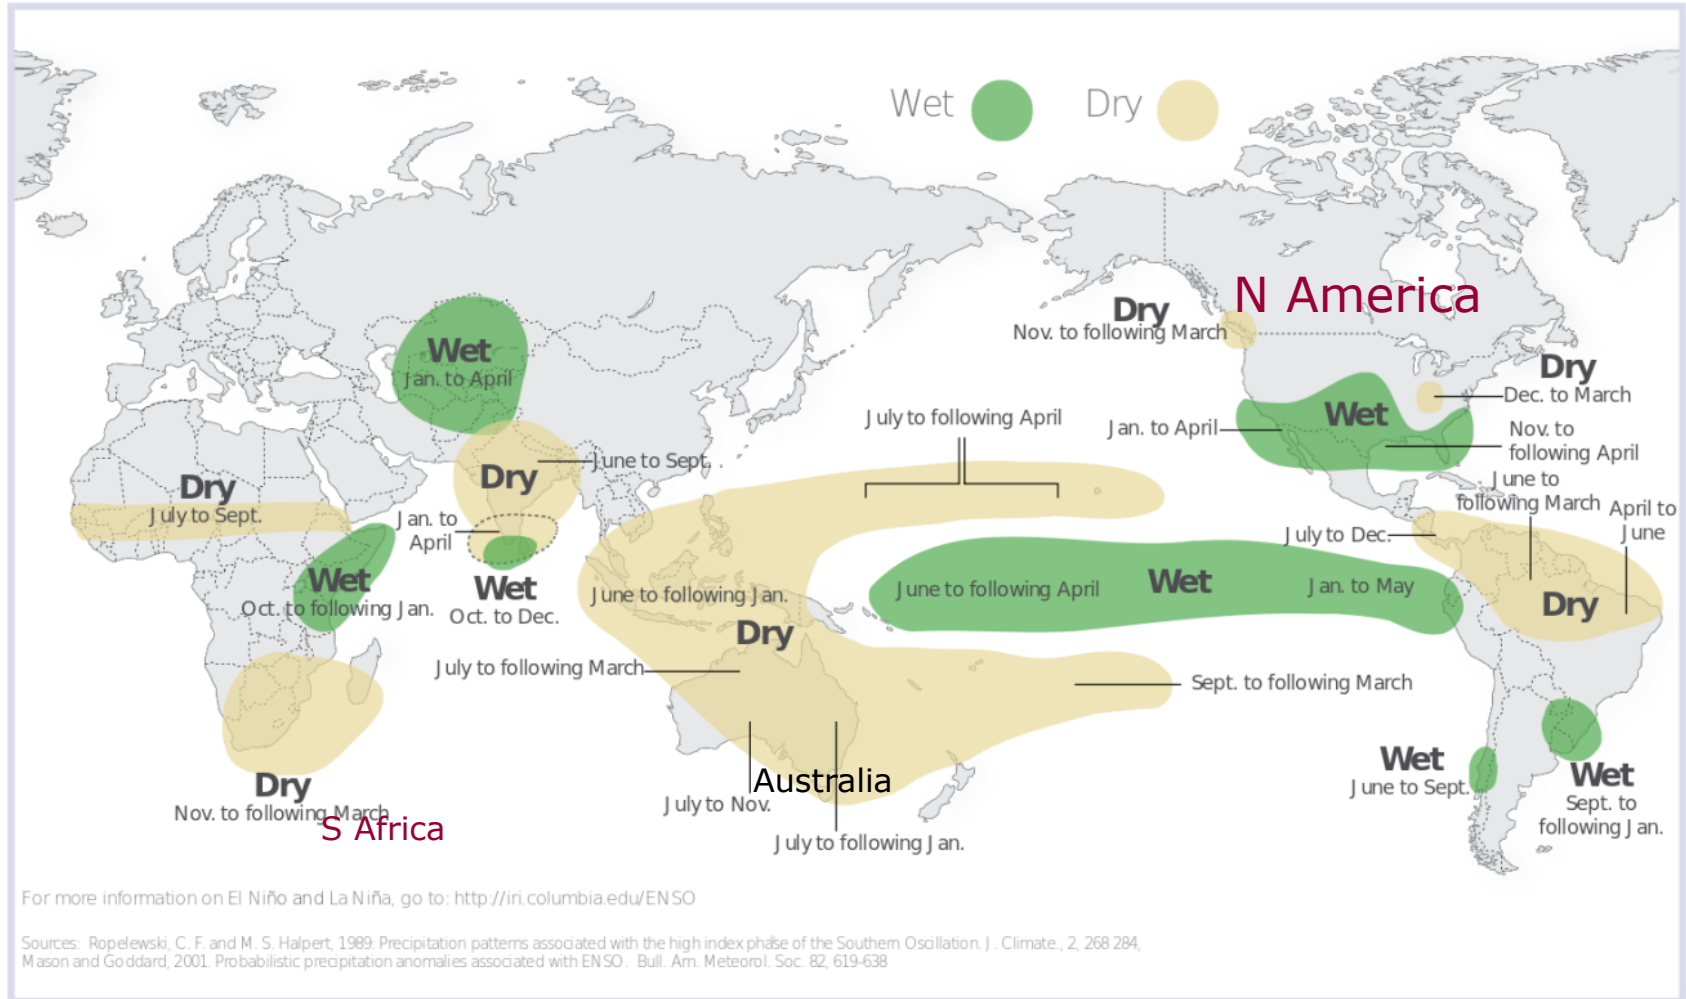 Wet
Dry
N America
Dry
Nov. to following March
Wet
Jan. to April
Dry
Dec. to March
Wet
Jan. to April
Nov. to
following April
July to following April
June to Sept.
Dry
Dry
July to Sept.
June to
following March
April to
June
Jan. to
April
July to Dec.
Wet
Oct. to following Jan.
Wet
Oct. to Dec.
June to following Jan.
Dry
June to following April
Wet
Jan. to May
Dry
July to following March
Sept. to following March
Dry
Nov. to following March
S Africa
Australia
July to Nov.
July to following Jan.
Wet
June to Sept.
Wet
Sept. to
following Jan.
For more information on El Niño and La Niña, go to: http://iri.columbia.edu/ENSO
Sources: Ropelewski, C. F. and M. S. Halpert, 1989: Precipitation patterns associated with the high index phase of the Southern Oscillation. J. Climate., 2, 268 284,
Mason and Goddard, 2001. Probabilistic precipitation anomalies associated with ENSO. Bull. Am. Meteorol. Soc. 82, 619-638